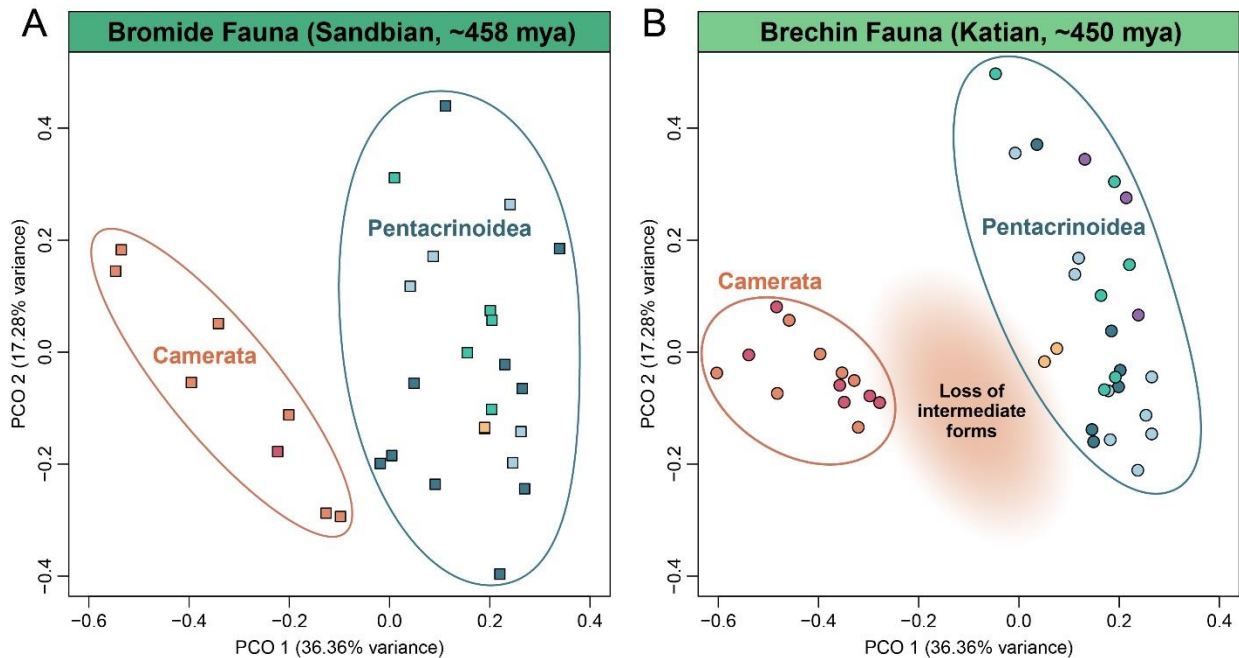 A
Bromide Fauna (Sandbian, ~458 mya)
0.4
0.2
0.0
−0.2
−0.4
PCO 2 (17.28% variance)
Pentacrinoidea
Camerata
−0.6
−0.4
−0.2
0.0
0.2
0.4
PCO 1 (36.36% variance)
B
Brechin Fauna (Katian, ~450 mya)
0.4
0.2
0.0
−0.2
−0.4
PCO 2 (17.28% variance)
Pentacrinoidea
Camerata
Loss of
intermediate
forms
−0.6
−0.4
−0.2
0.0
0.2
0.4
PCO 1 (36.36% variance)